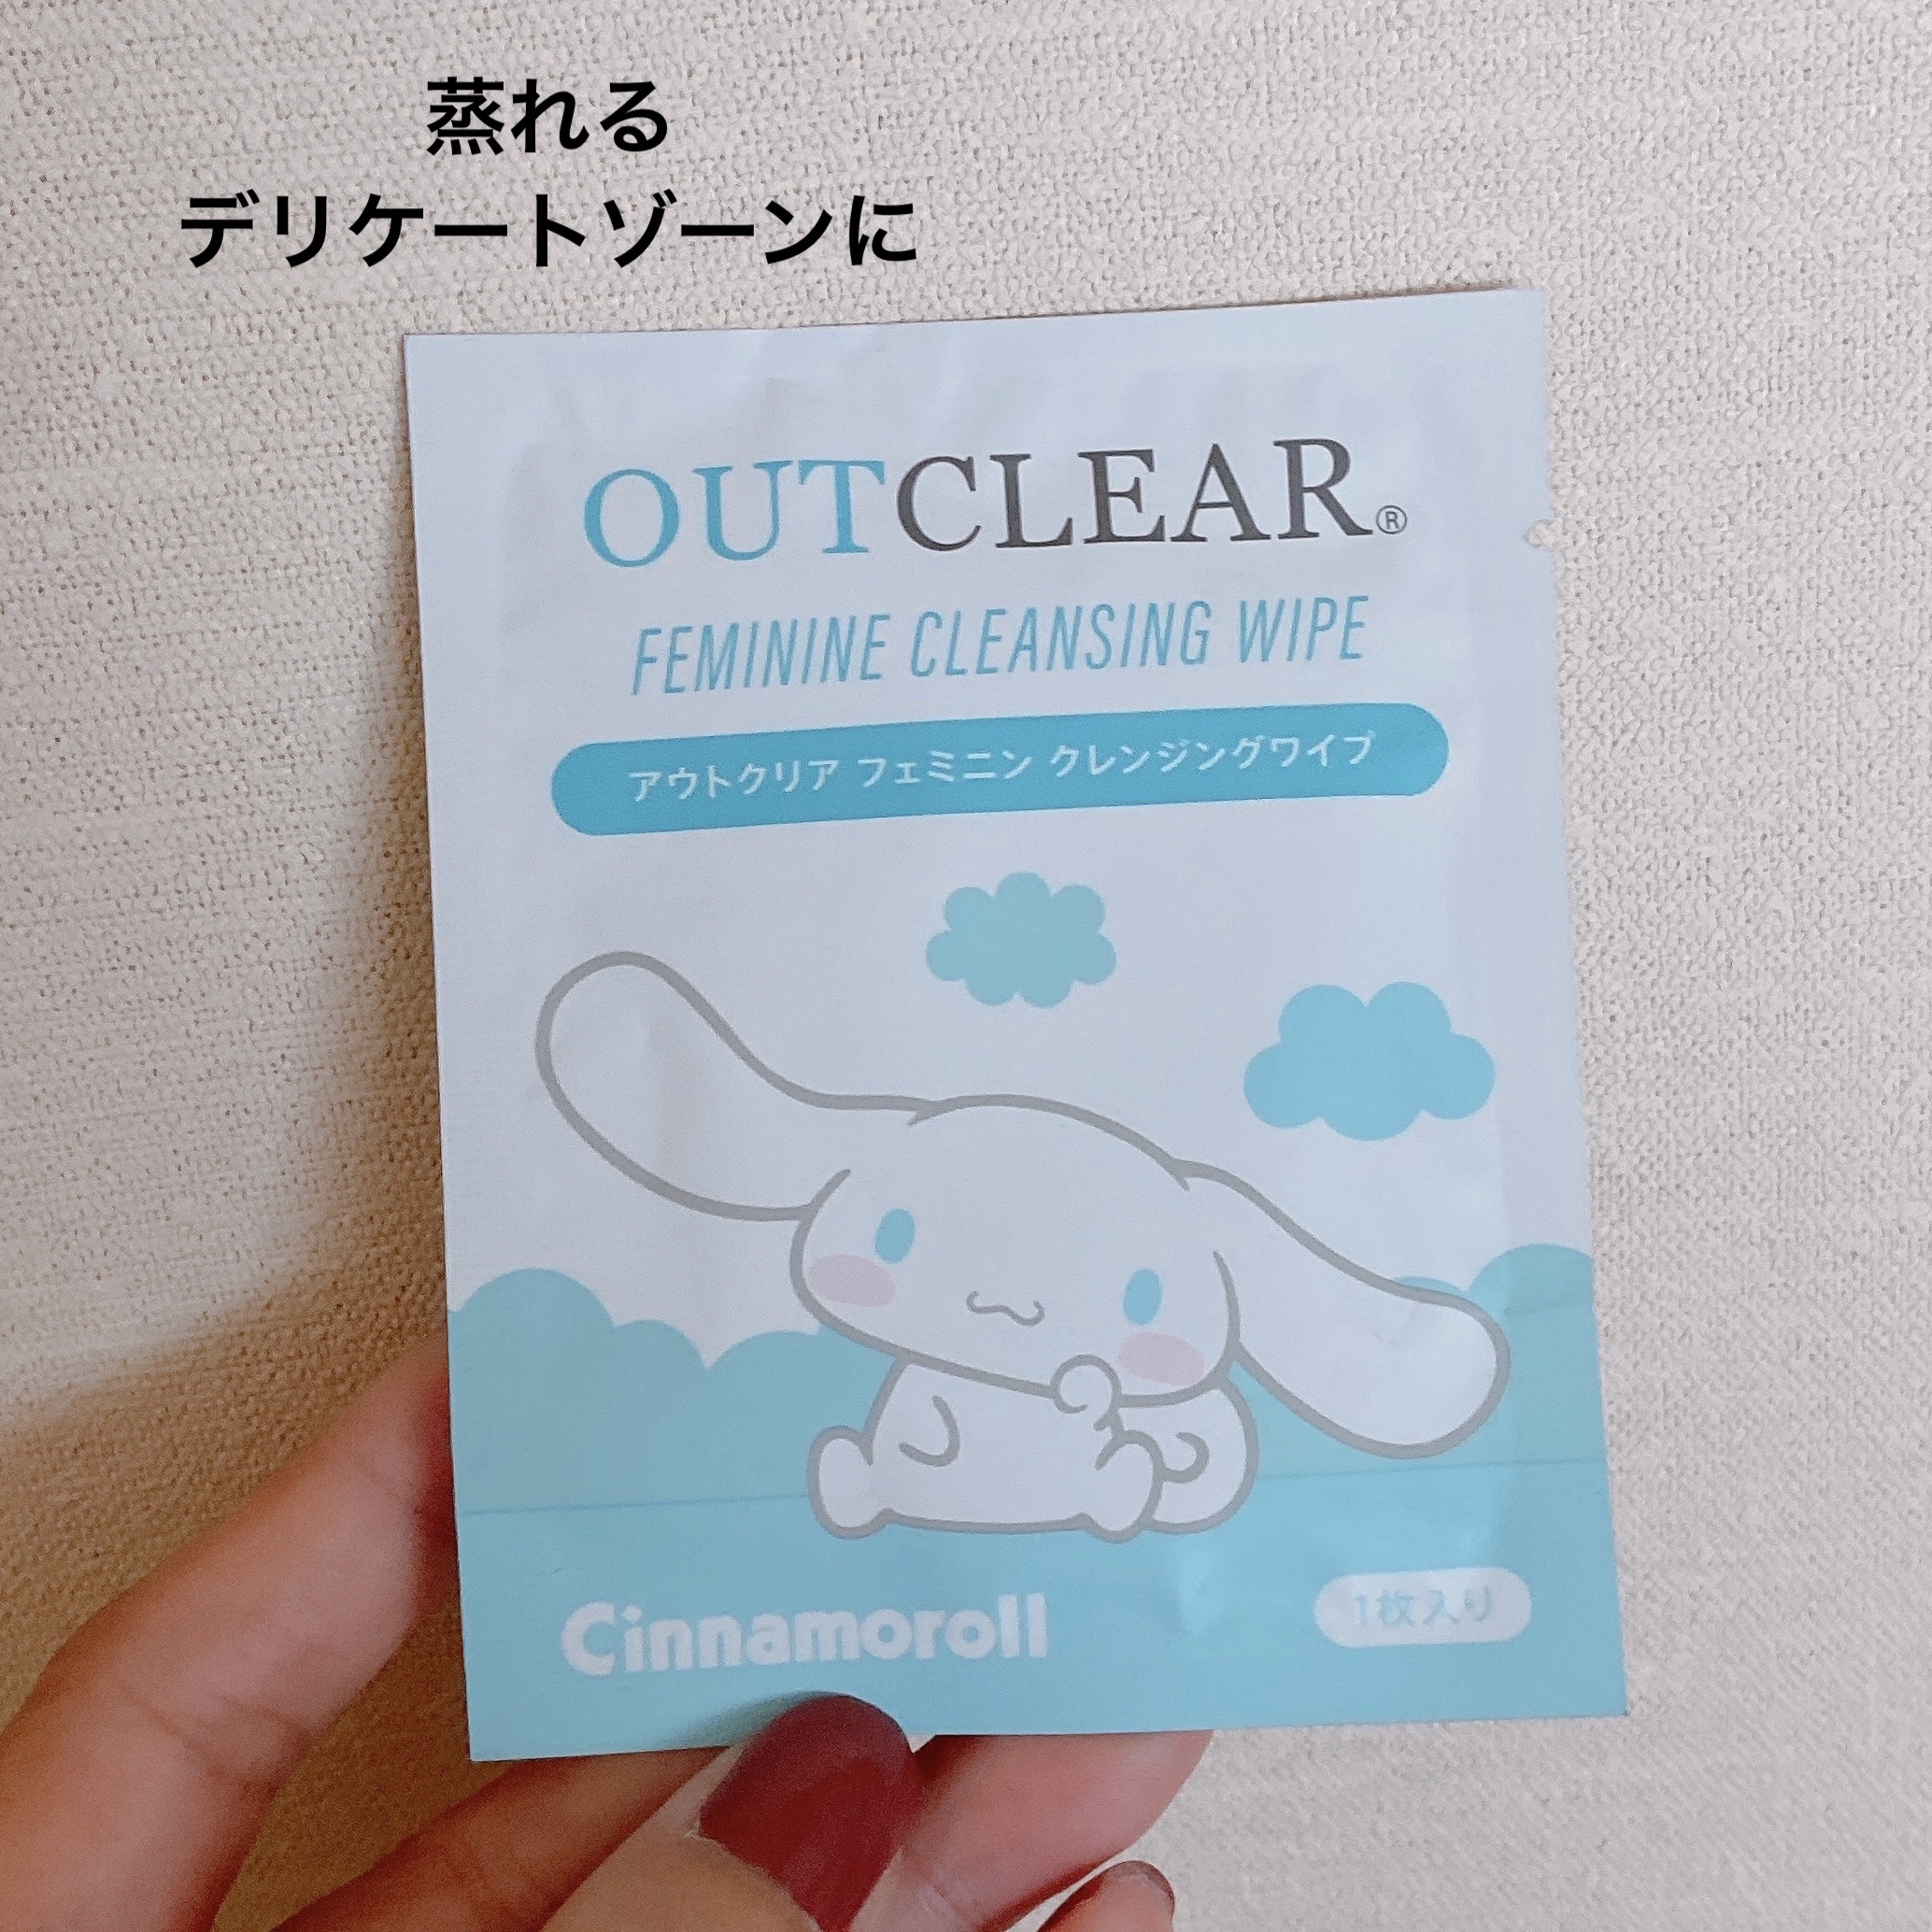 蒸れる
デリケートゾーンに
OUTCLEAR®
FEMININE CLEANSING WIPE
アウトクリア フェミニン クレンジングワイプ
Cinnamoroll
1枚入り